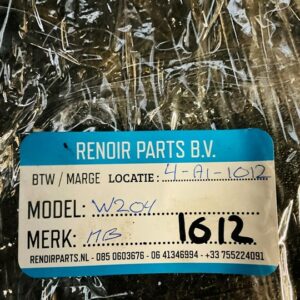 RENOIR PARTS B.V.
BTW / MARGE LOCATIE : 4-A1-1012
MODEL: W204
MERK: MB 1612
RENOIRPARTS.NL - 085 0603676 - 06 41346994 - +33 755224091